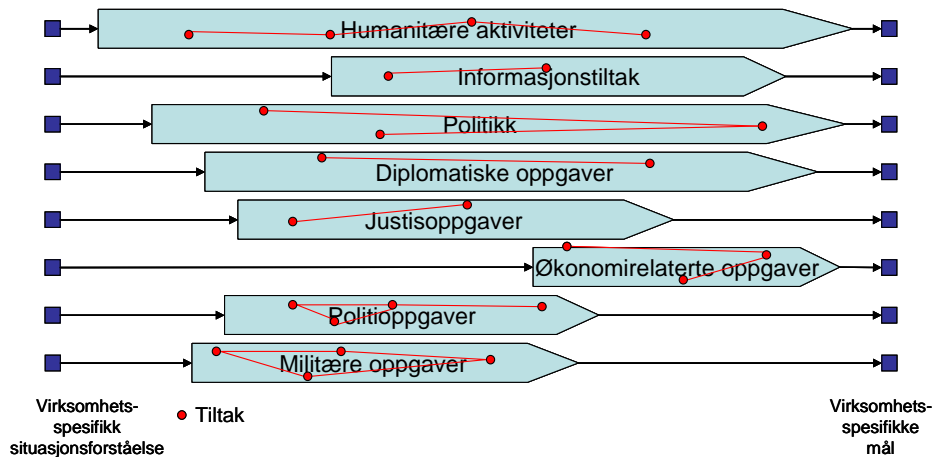 Humanitære aktiviteter
Informasjonstiltak
Politikk
Diplomatiske oppgaver
Justisoppgaver
Økonomirelaterte oppgaver
Politioppgaver
Militære oppgaver
Virksomhets-
spesifikk
situasjonsforståelse
Tiltak
Virksomhets-
spesifikke
mål